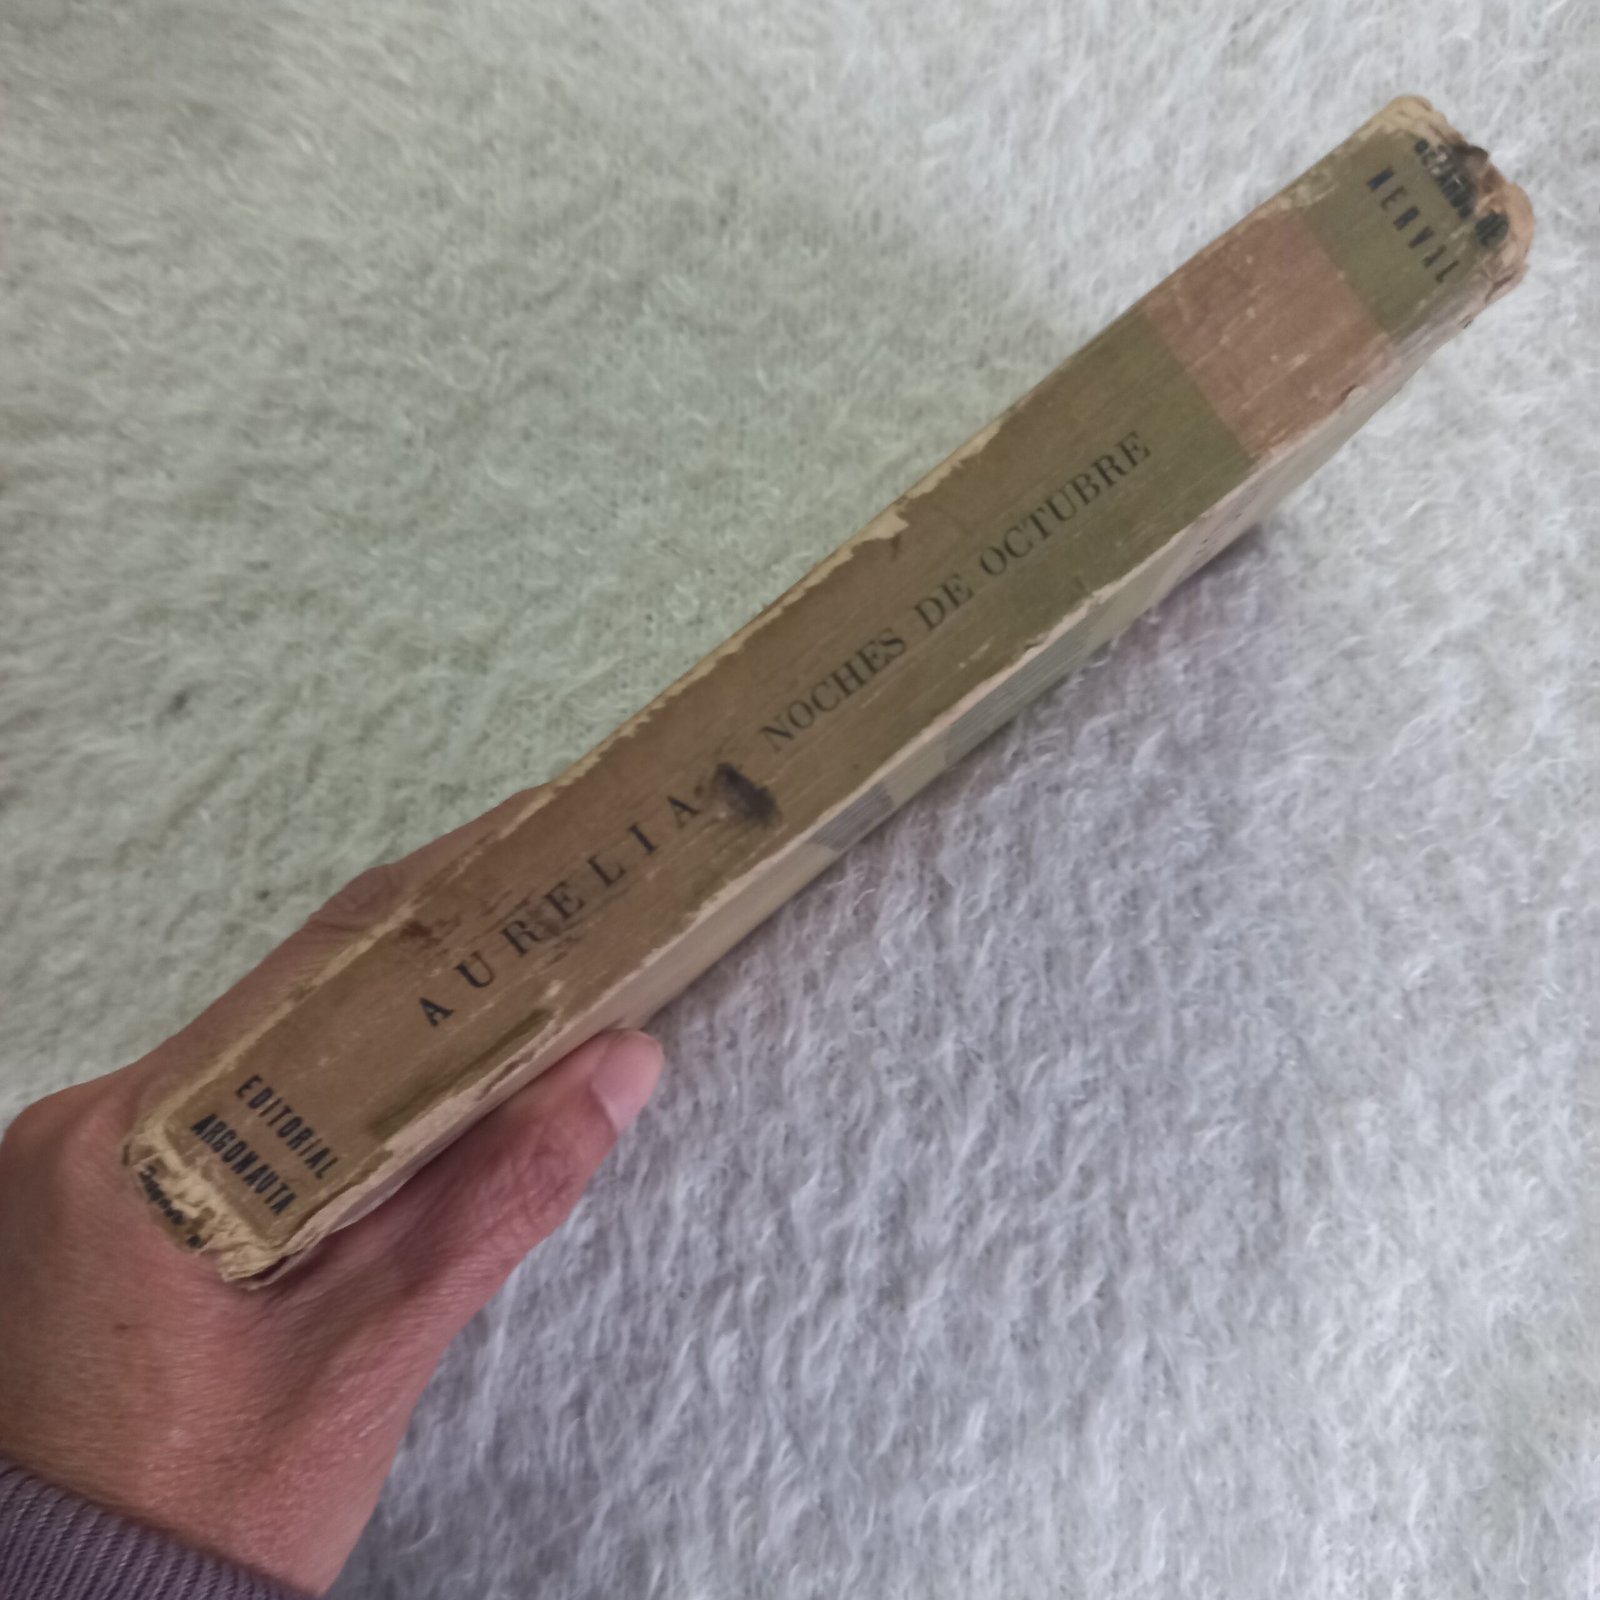 NERVAL
AURELIA
NOCHES DE OCTUBRE
EDITORIAL
ARGONAUTA